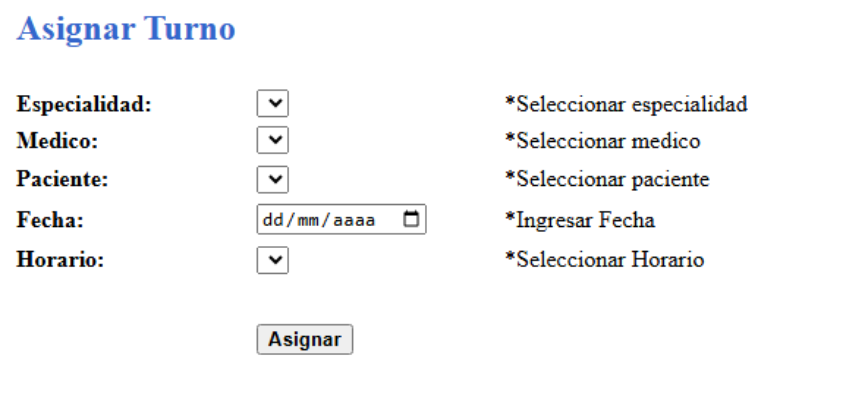 Asignar Turno
Especialidad: *Seleccionar especialidad
Medico: *Seleccionar medico
Paciente: *Seleccionar paciente
Fecha: dd/mm/aaaa *Ingresar Fecha
Horario: *Seleccionar Horario
Asignar